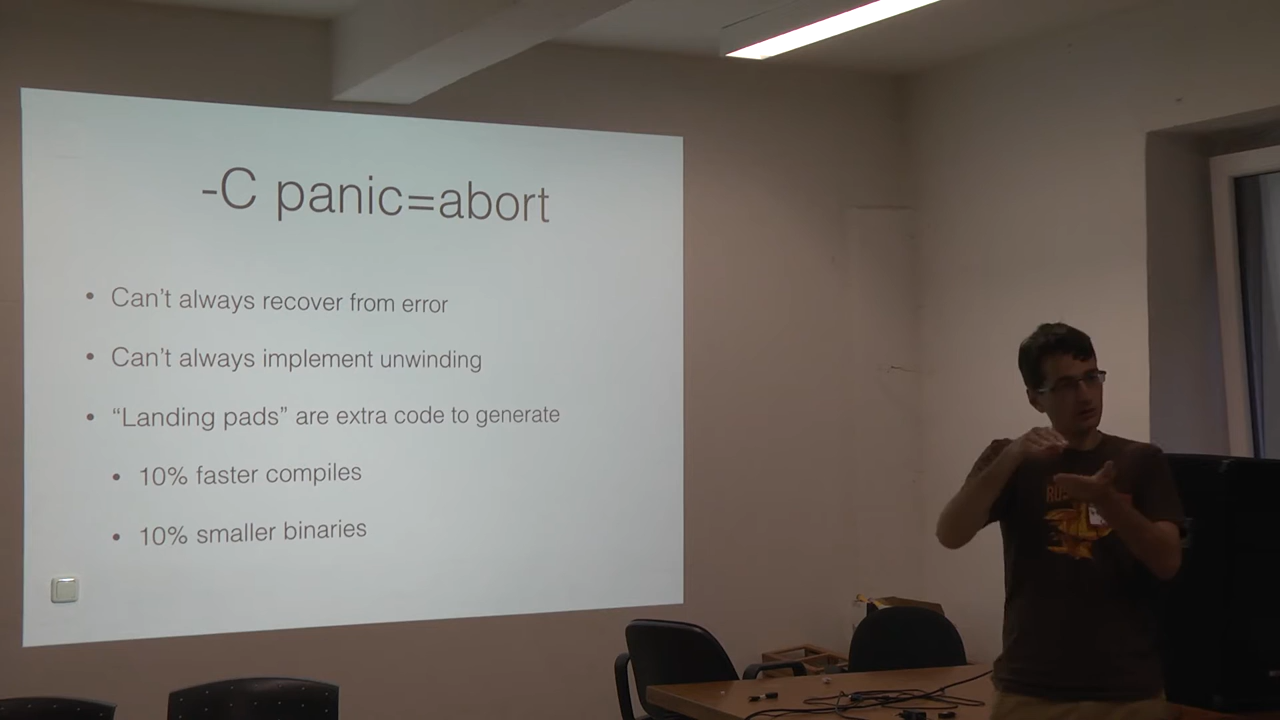 -C panic=abort
• Can't always recover from error
• Can't always implement unwinding
• “Landing pads” are extra code to generate
• 10% faster compiles
• 10% smaller binaries